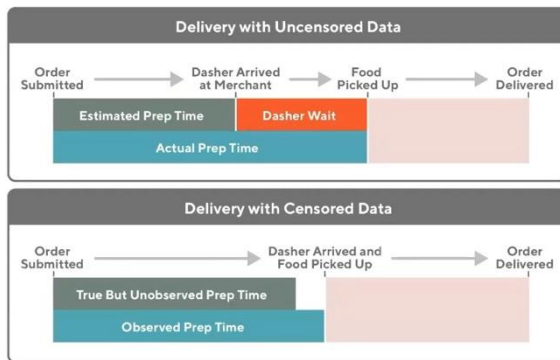 Delivery with Uncensored Data
Order
Submitted
Dasher Arrived
at Merchant
Food
Picked Up
Order
Delivered
Estimated Prep Time
Dasher Wait
Actual Prep Time
Delivery with Censored Data
Order
Submitted
Dasher Arrived and
Food Picked Up
Order
Delivered
True But Unobserved Prep Time
Observed Prep Time